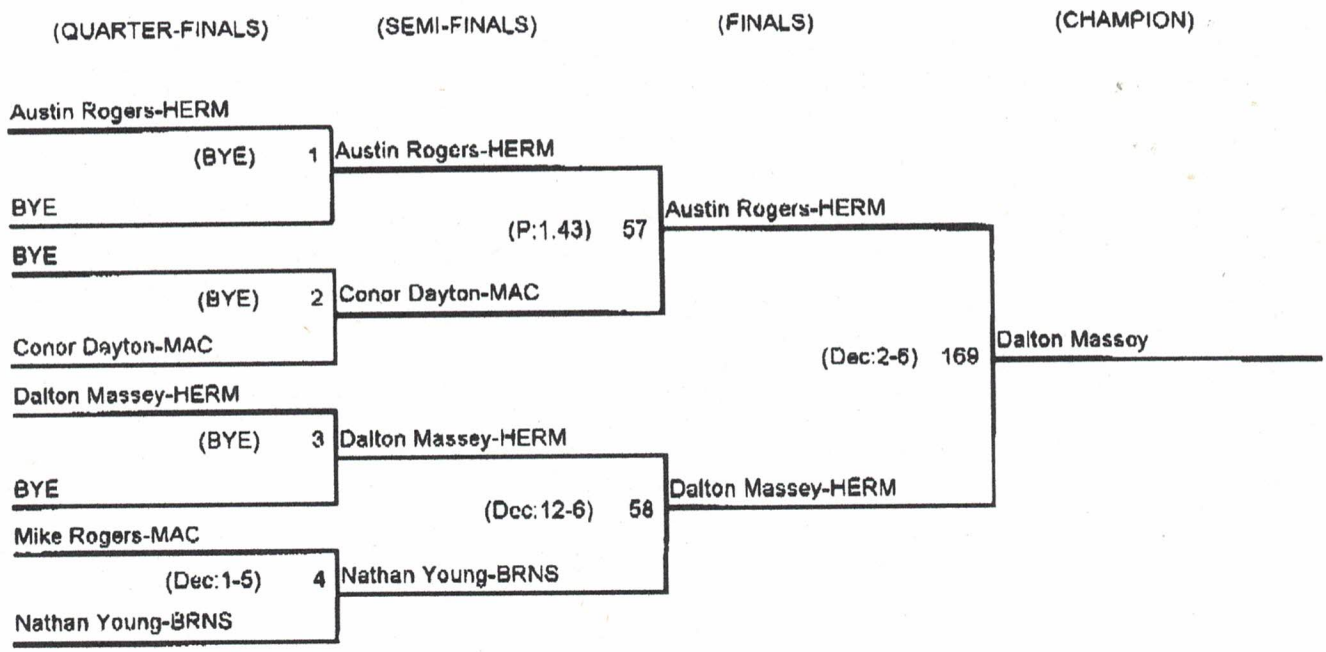 (QUARTER-FINALS)
(SEMI-FINALS)
(FINALS)
(CHAMPION)
Austin Rogers-HERM
(BYE) 1
BYE
Austin Rogers-HERM
BYE
(BYE) 2
Conor Dayton-MAC
Conor Dayton-MAC
(P:1.43) 57
Austin Rogers-HERM
Dalton Massey-HERM
(BYE) 3
BYE
Dalton Massey-HERM
Mike Rogers-MAC
(Dec:1-5) 4
Nathan Young-BRNS
Nathan Young-BRNS
(Dec:12-6) 58
Dalton Massey-HERM
(Dec:2-6) 169
Dalton Massey